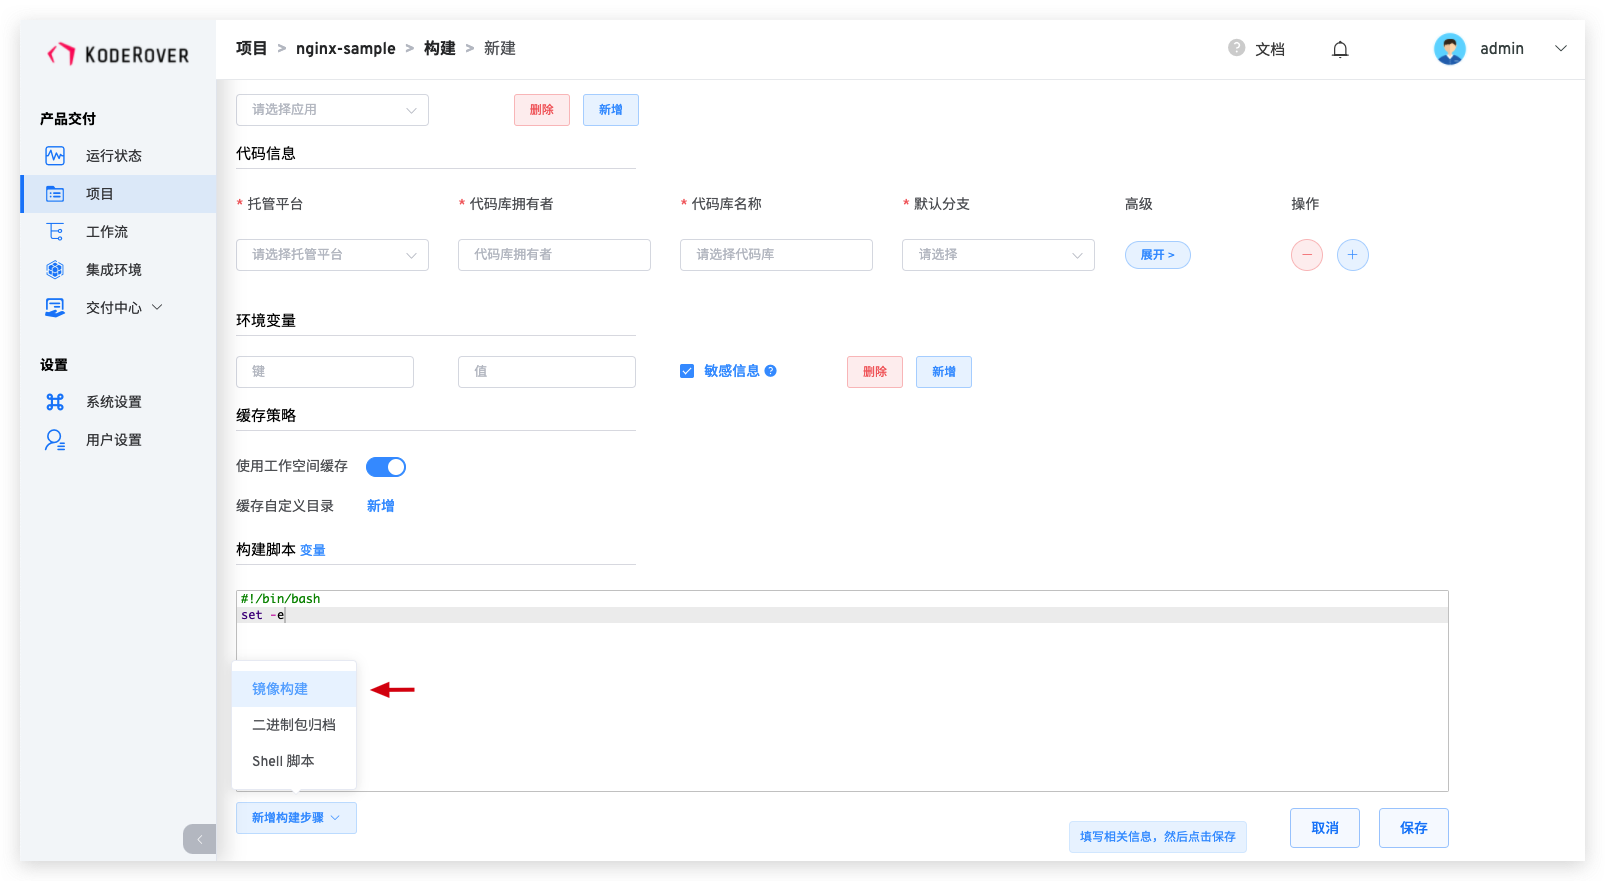 KODEROVER
项目 > nginx-sample > 构建 > 新建
? 文档
admin
产品交付
运行状态
项目
工作流
集成环境
交付中心
设置
系统设置
用户设置
请选择应用
删除
新增
代码信息
* 托管平台
* 代码库拥有者
* 代码库名称
* 默认分支
高级
操作
请选择托管平台
代码库拥有者
请选择代码库
请选择
展开 >
环境变量
键
值
敏感信息 ?
删除
新增
缓存策略
使用工作空间缓存
缓存自定义目录
新增
构建脚本 变量
#!/bin/bash
set -e
镜像构建
二进制包归档
Shell 脚本
新增构建步骤
填写相关信息，然后点击保存
取消
保存